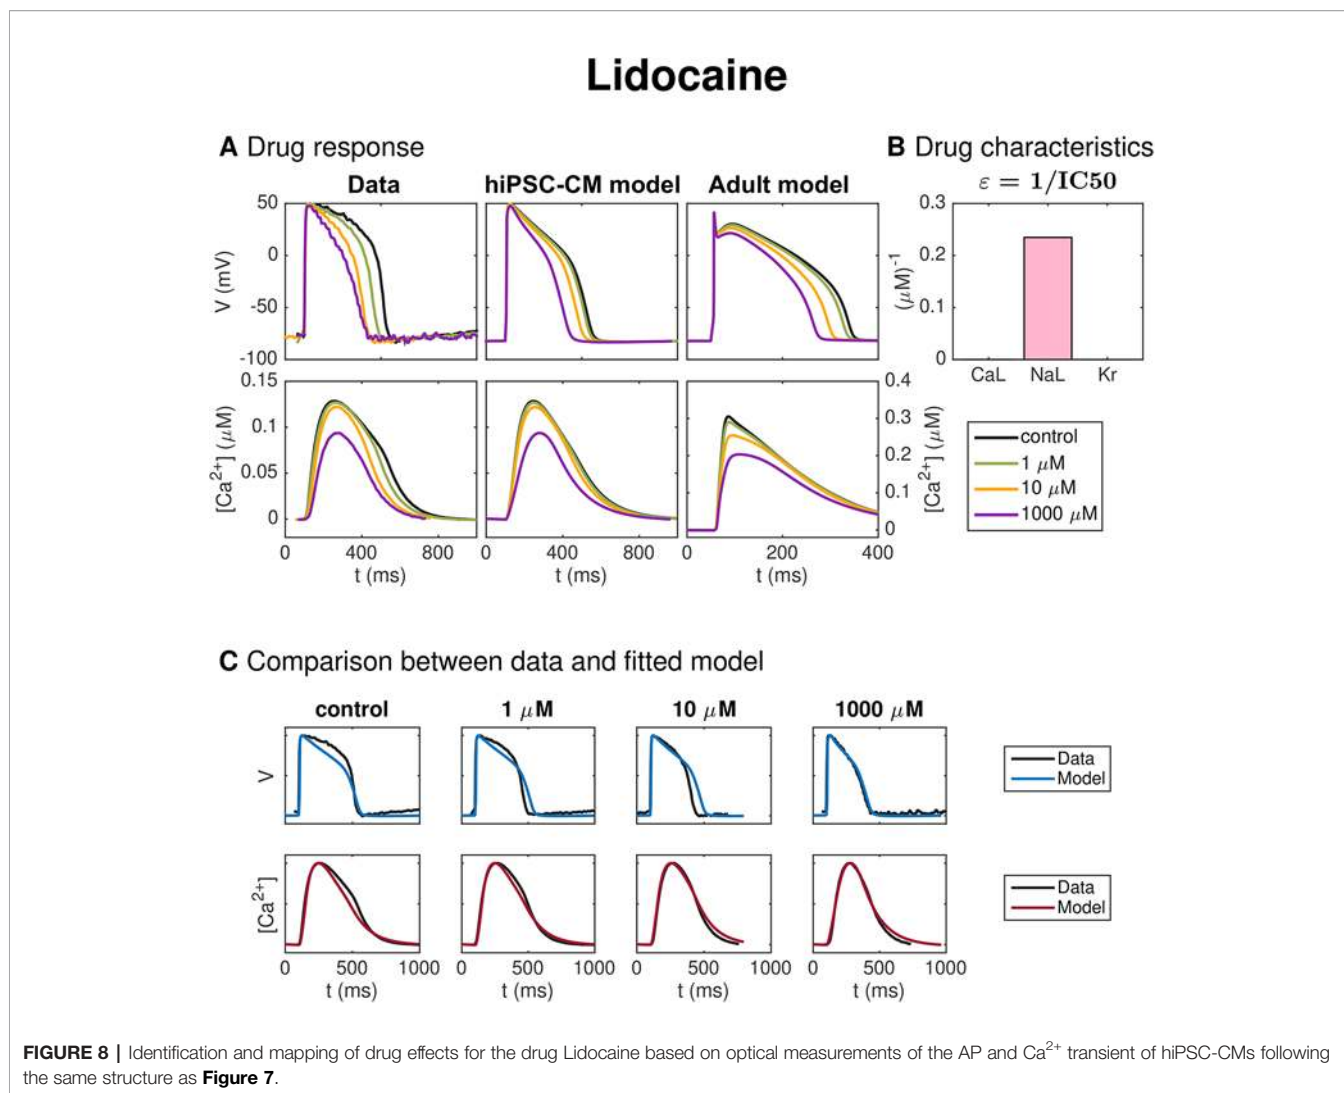 Lidocaine
A Drug response
B Drug characteristics
Data
hiPSC-CM model
Adult model
ε = 1/IC50
V (mV)
50
0
-50
-100
(μM)⁻¹
0.3
0.2
0.1
0
CaL NaL Kr
[Ca²⁺] (μM)
0.15
0.1
0.05
0
0 400 800
t (ms)
0 400 800
t (ms)
0 200 400
t (ms)
0.4
0.3
0.2
0.1
0
[Ca²⁺] (μM)
control
1 μM
10 μM
1000 μM
C Comparison between data and fitted model
control
1 μM
10 μM
1000 μM
V
Data
Model
[Ca²⁺]
Data
Model
0 500 1000
t (ms)
0 500 1000
t (ms)
0 500 1000
t (ms)
0 500 1000
t (ms)
FIGURE 8 | Identification and mapping of drug effects for the drug Lidocaine based on optical measurements of the AP and Ca²⁺ transient of hiPSC-CMs following
the same structure as Figure 7.